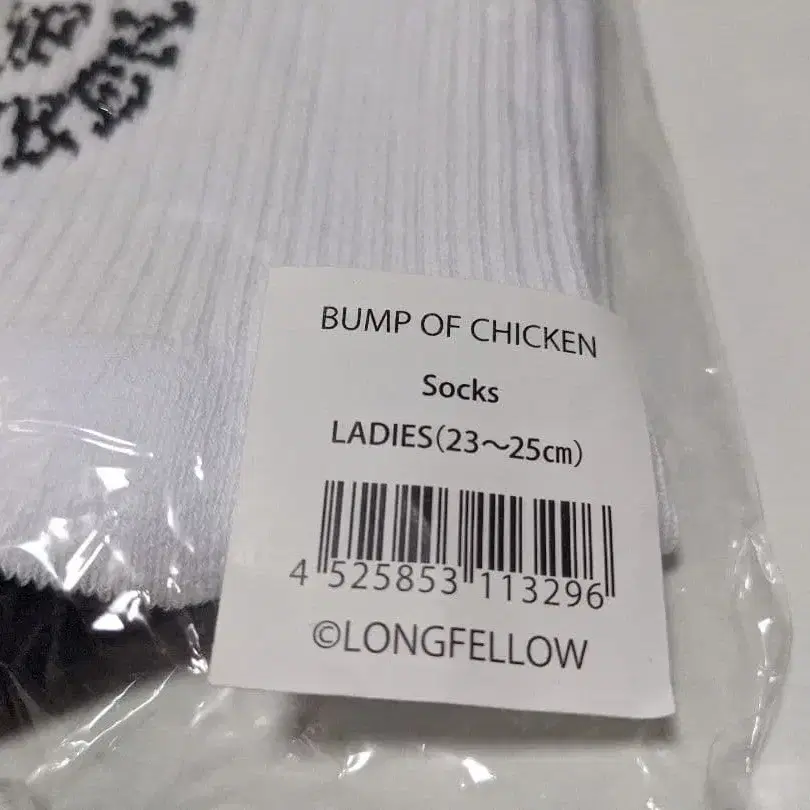 BUMP OF CHICKEN
Socks
LADIES(23～25cm)
4 525853 113296
©LONGFELLOW